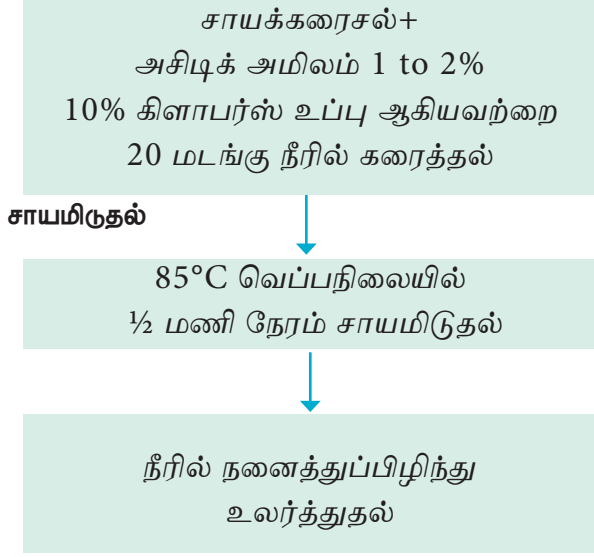 சாயக்கரைசல்+
அசிடிக் அமிலம் 1 to 2%
10% கிளாபர்ஸ் உப்பு ஆகியவற்றை
20 மடங்கு நீரில் கரைத்தல்
சாயமிடுதல்
85°C வெப்பநிலையில்
½ மணி நேரம் சாயமிடுதல்
நீரில் நனைத்துப்பிழிந்து
உலர்த்துதல்